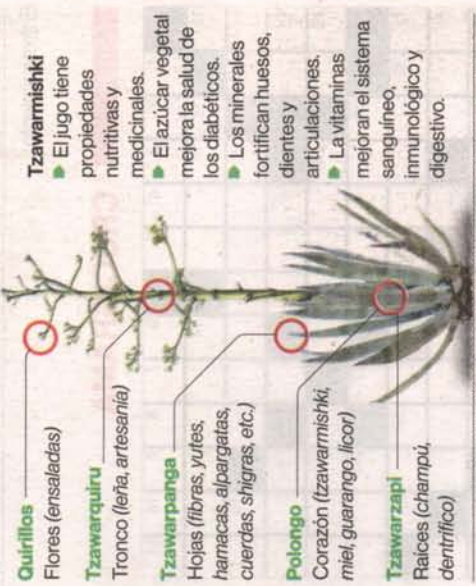 Quirillos
Flores (ensaladas)
Tzawarquiru
Tronco (leña, artesanía)
Tzawarpanga
Hojas (fibras, yutes,
hamacas, alpargatas,
cuerdas, shigras, etc.)
Polongo
Corazón (tzawarmishki,
miel, guarango, licor)
Tzawarzapi
Raíces (champú,
dentrífico)
Tzawarmishki
El jugo tiene
propiedades
nutritivas y
medicinales.
El azúcar vegetal
mejora la salud de
los diabéticos.
Los minerales
fortifican huesos,
dientes y
articulaciones.
La vitaminas
mejoran el sistema
sanguíneo,
inmunológico y
digestivo.